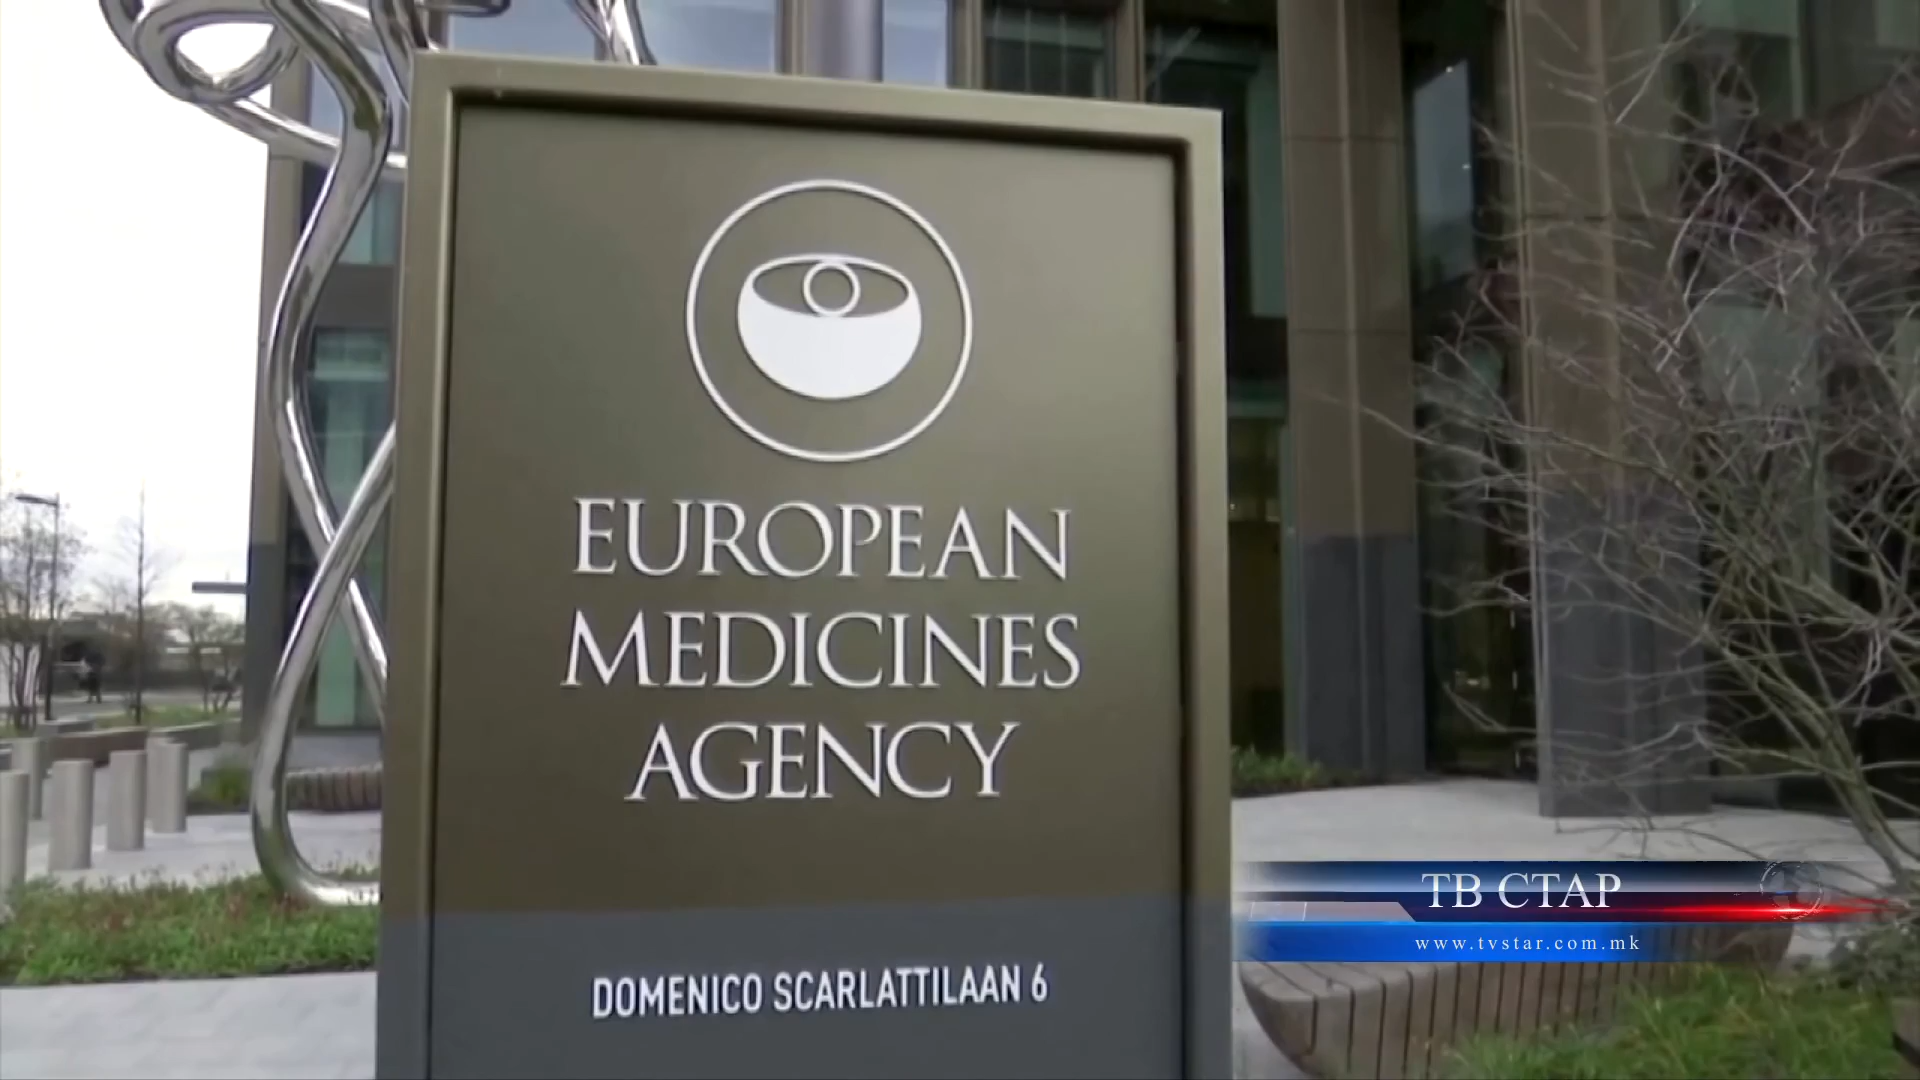 EUROPEAN
MEDICINES
AGENCY
DOMENICO SCARLATTILAAN 6
ТВ СТАР
www.tvstar.com.mk